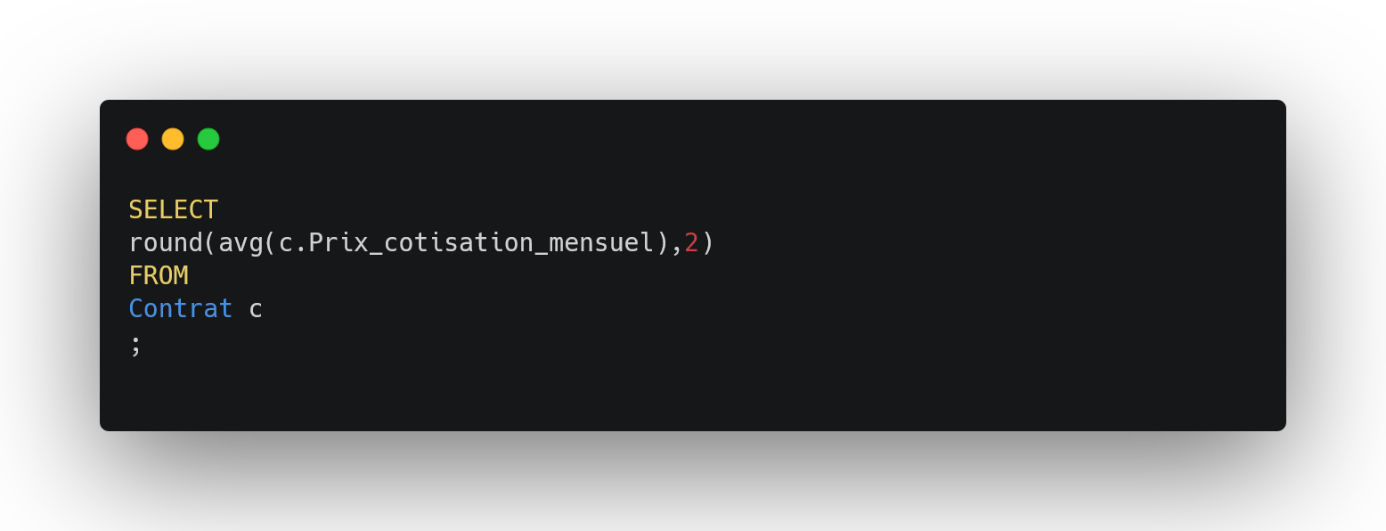 SELECT
round(avg(c.Prix_cotisation_mensuel),2)
FROM
Contrat c
;